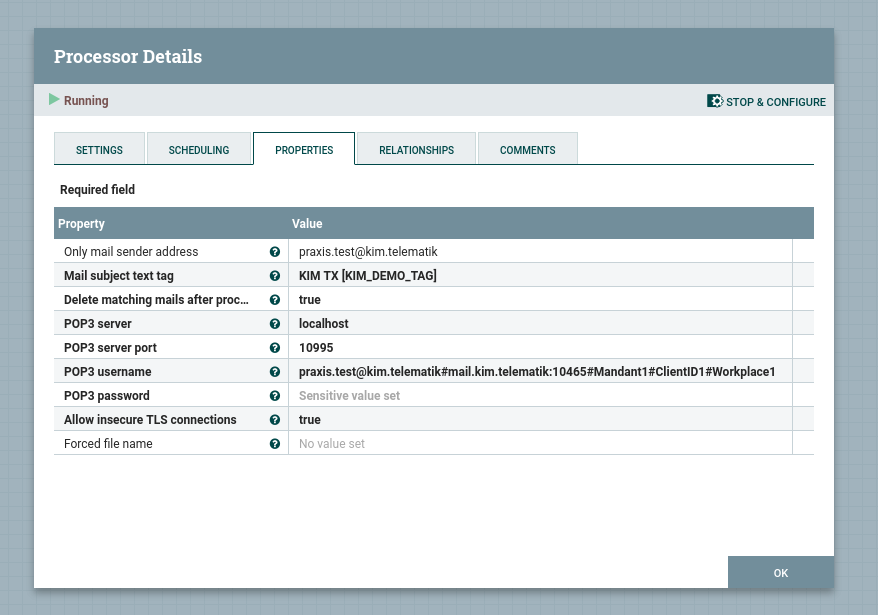 Processor Details
Running
STOP & CONFIGURE
SETTINGS SCHEDULING PROPERTIES RELATIONSHIPS COMMENTS
Required field
Property Value
Only mail sender address praxis.test@kim.telematik
Mail subject text tag KIM TX [KIM_DEMO_TAG]
Delete matching mails after proc... true
POP3 server localhost
POP3 server port 10995
POP3 username praxis.test@kim.telematik#mail.kim.telematik:10465#Mandant1#ClientID1#Workplace1
POP3 password Sensitive value set
Allow insecure TLS connections true
Forced file name No value set
OK